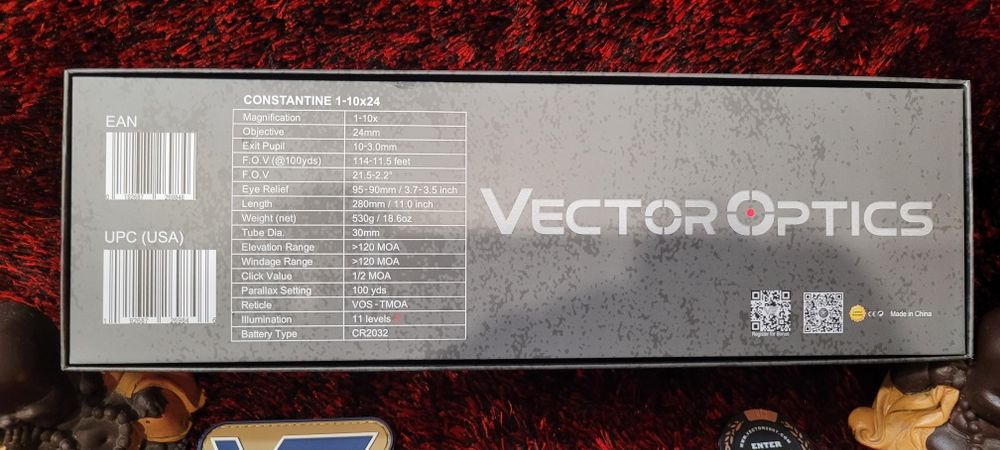 EAN
UPC (USA)
CONSTANTINE 1-10x24
Magnification 1-10x
Objective 24mm
Exit Pupil 10-3.0mm
F.O.V (@100yds) 114-11.5 feet
F.O.V 21.5-2.2°
Eye Relief 95-90mm / 3.7-3.5 inch
Length 280mm / 11.0 inch
Weight (net) 530g / 18.6oz
Tube Dia. 30mm
Elevation Range >120 MOA
Windage Range >120 MOA
Click Value 1/2 MOA
Parallax Setting 100 yds
Reticle VOS-TMOA
Illumination 11 levels
Battery Type CR2032
VECTOR OPTICS
Register for Bonus
CE
Made in China
ENTER